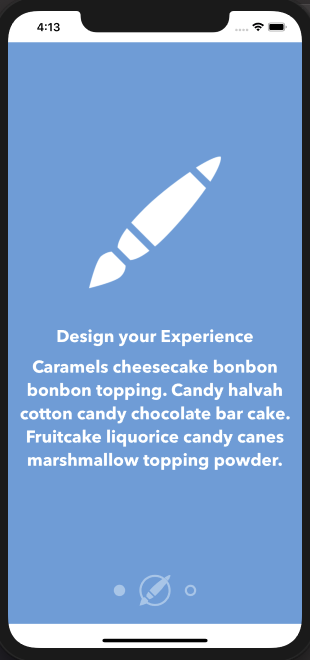 4:13
Design your Experience
Caramels cheesecake bonbon
bonbon topping. Candy halvah
cotton candy chocolate bar cake.
Fruitcake liquorice candy canes
marshmallow topping powder.